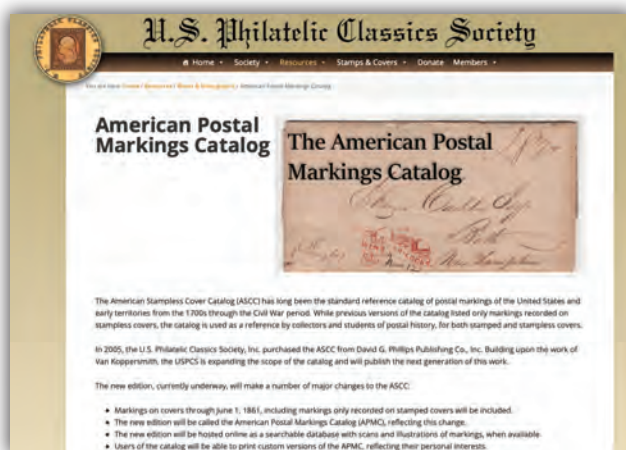 U.S. Philatelic Classics Society
Home Society Resources Stamps & Covers Donate Members
You are here: Home / Resources / / American Postal Markings Catalog
American Postal
Markings Catalog
The American Postal
Markings Catalog
The American Stampless Cover Catalog (ASCC) has long been the standard reference catalog of postal markings of the United States and
early territories from the 1700s through the Civil War period. While previous versions of the catalog listed only markings recorded on
stampless covers, the catalog is used as a reference by collectors and students of postal history, for both stamped and stampless covers.
In 2005, the U.S. Philatelic Classics Society, Inc. purchased the ASCC from David G. Phillips Publishing Co., Inc. Building upon the work of
Van Koppersmith, the USPCS is expanding the scope of the catalog and will publish the next generation of this work.
The new edition, currently underway, will make a number of major changes to the ASCC:
Markings on covers through June 1, 1861, including markings only recorded on stamped covers will be included.
The new edition will be called the American Postal Markings Catalog (APMC), reflecting this change.
The new edition will be hosted online as a searchable database with scans and illustrations of markings, when available
Users of the catalog will be able to print custom versions of the APMC, reflecting their personal interests.